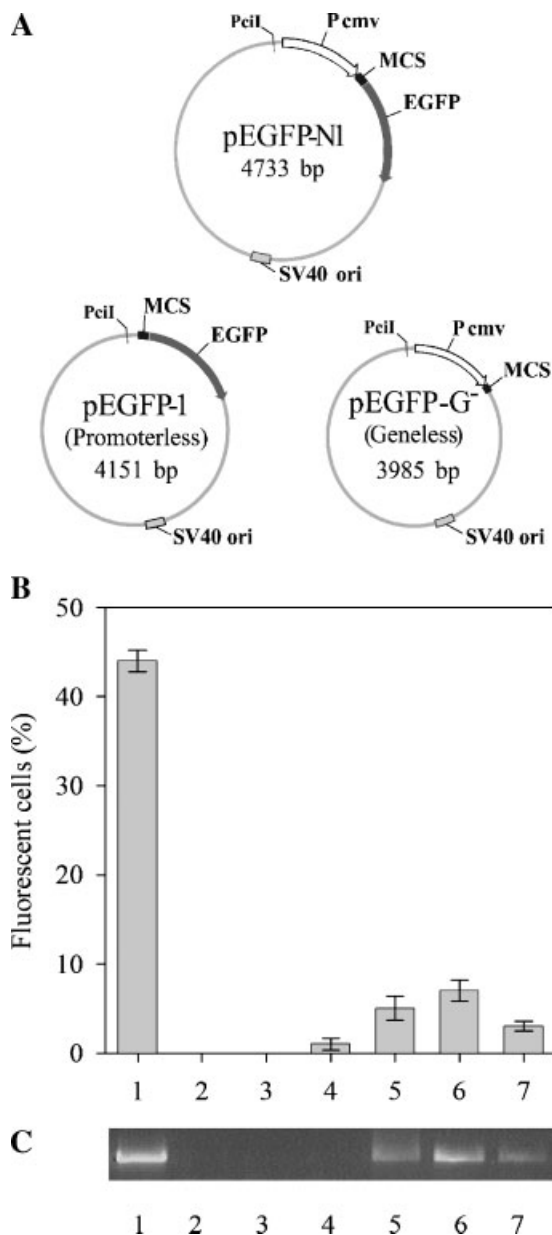 A
PciI
P cmv
MCS
EGFP
pEGFP-N1
4733 bp
SV40 ori
PciI
MCS
EGFP
pEGFP-1
(Promoterless)
4151 bp
SV40 ori
PciI
P cmv
MCS
pEGFP-G⁻
(Geneless)
3985 bp
SV40 ori
B
Fluorescent cells (%)
50
40
30
20
10
0
1 2 3 4 5 6 7
C
1 2 3 4 5 6 7